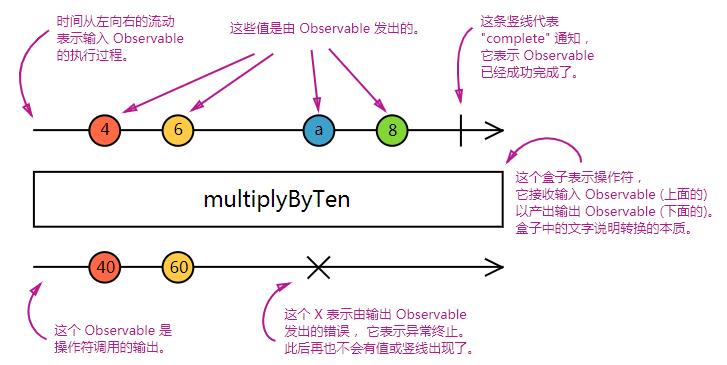 时间从左向右的流动
表示输入 Observable
的执行过程。
这些值是由 Observable 发出的。
这条竖线代表
"complete" 通知，
它表示 Observable
已经成功完成了。
4
6
a
8
multiplyByTen
这个盒子表示操作符，
它接收输入 Observable (上面的)
以产出输出 Observable (下面的)。
盒子中的文字说明转换的本质。
40
60
这个 Observable 是
操作符调用的输出。
这个 X 表示由输出 Observable
发出的错误， 它表示异常终止。
此后再也不会有值或竖线出现了。